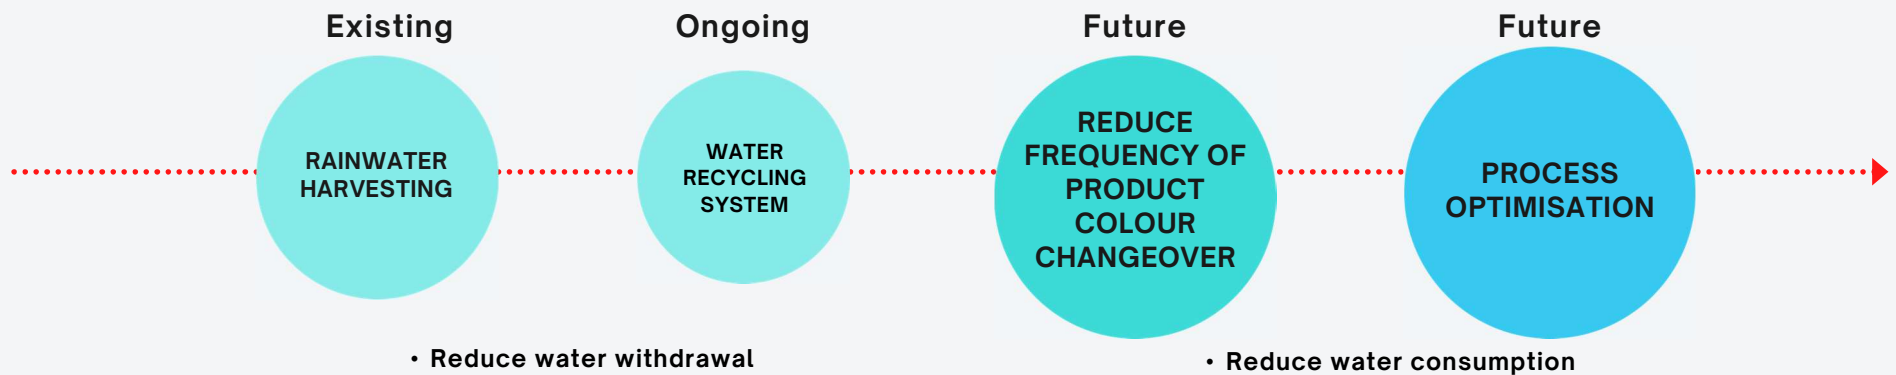 Existing
Ongoing
Future
Future
RAINWATER
HARVESTING
WATER
RECYCLING
SYSTEM
REDUCE
FREQUENCY OF
PRODUCT
COLOUR
CHANGEOVER
PROCESS
OPTIMISATION
• Reduce water withdrawal
• Reduce water consumption